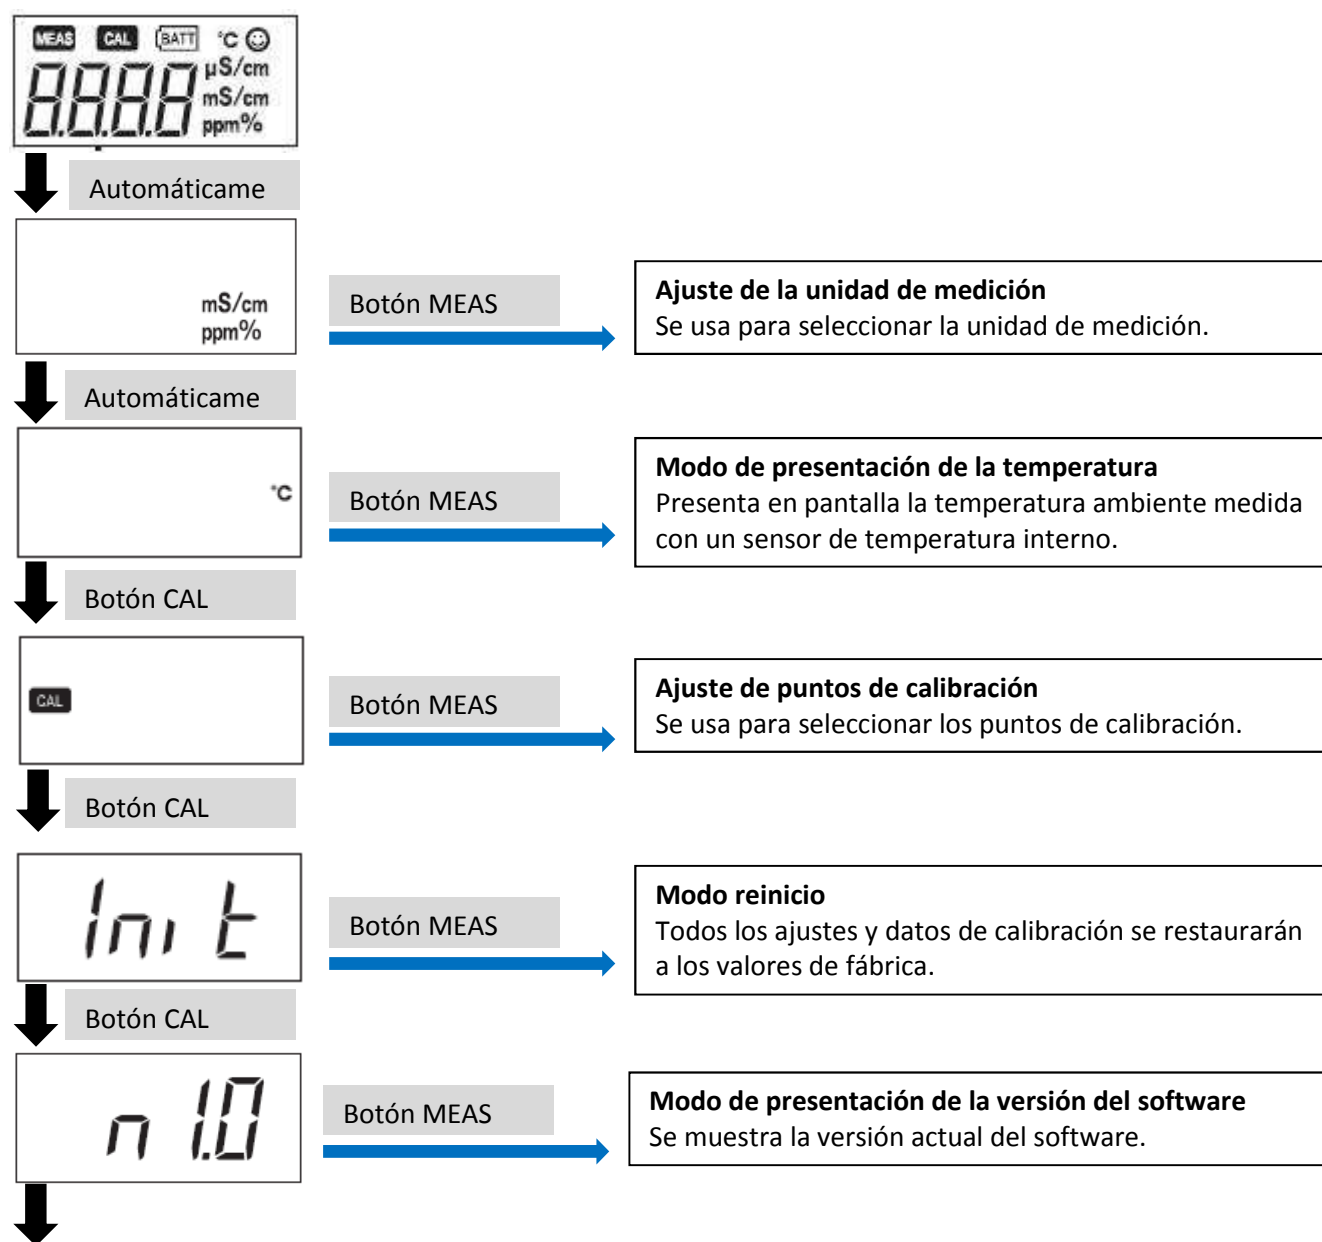 MEAS CAL BATT °C
8.8.8.8 µS/cm
mS/cm
ppm%
Automáticame
mS/cm
ppm%
Botón MEAS
Ajuste de la unidad de medición
Se usa para seleccionar la unidad de medición.
Automáticame
°C
Botón MEAS
Modo de presentación de la temperatura
Presenta en pantalla la temperatura ambiente medida
con un sensor de temperatura interno.
Botón CAL
CAL
Botón MEAS
Ajuste de puntos de calibración
Se usa para seleccionar los puntos de calibración.
Botón CAL
Init
Botón MEAS
Modo reinicio
Todos los ajustes y datos de calibración se restaurarán
a los valores de fábrica.
Botón CAL
n 1.0
Botón MEAS
Modo de presentación de la versión del software
Se muestra la versión actual del software.